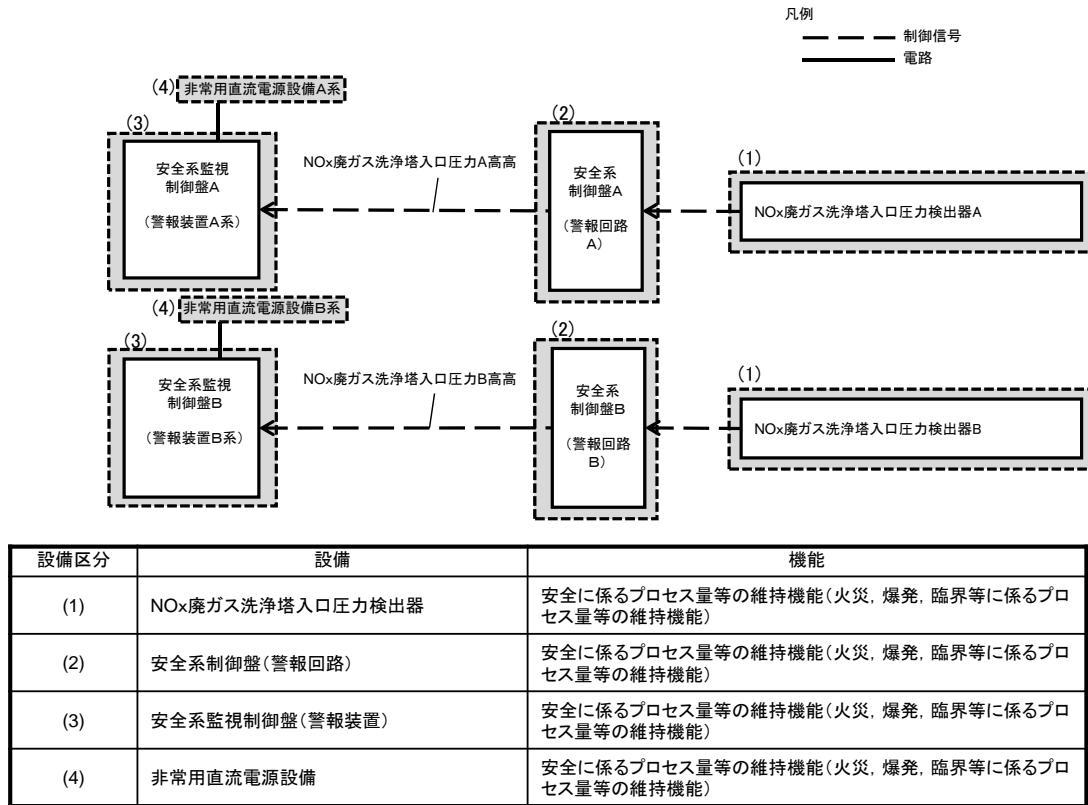 凡例
制御信号
電路
(4)
非常用直流電源設備A系
(3)
安全系監視
制御盤A
(警報装置A系)
NOx廃ガス洗浄塔入口圧力A高高
(2)
安全系
制御盤A
(警報回路
A)
(1)
NOx廃ガス洗浄塔入口圧力検出器A
(4)
非常用直流電源設備B系
(3)
安全系監視
制御盤B
(警報装置B系)
NOx廃ガス洗浄塔入口圧力B高高
(2)
安全系
制御盤B
(警報回路
B)
(1)
NOx廃ガス洗浄塔入口圧力検出器B
設備区分 設備 機能
(1) NOx廃ガス洗浄塔入口圧力検出器 安全に係るプロセス量等の維持機能(火災，爆発，臨界等に係るプロ
セス量等の維持機能)
(2) 安全系制御盤(警報回路) 安全に係るプロセス量等の維持機能(火災，爆発，臨界等に係るプロ
セス量等の維持機能)
(3) 安全系監視制御盤(警報装置) 安全に係るプロセス量等の維持機能(火災，爆発，臨界等に係るプロ
セス量等の維持機能)
(4) 非常用直流電源設備 安全に係るプロセス量等の維持機能(火災，爆発，臨界等に係るプロ
セス量等の維持機能)